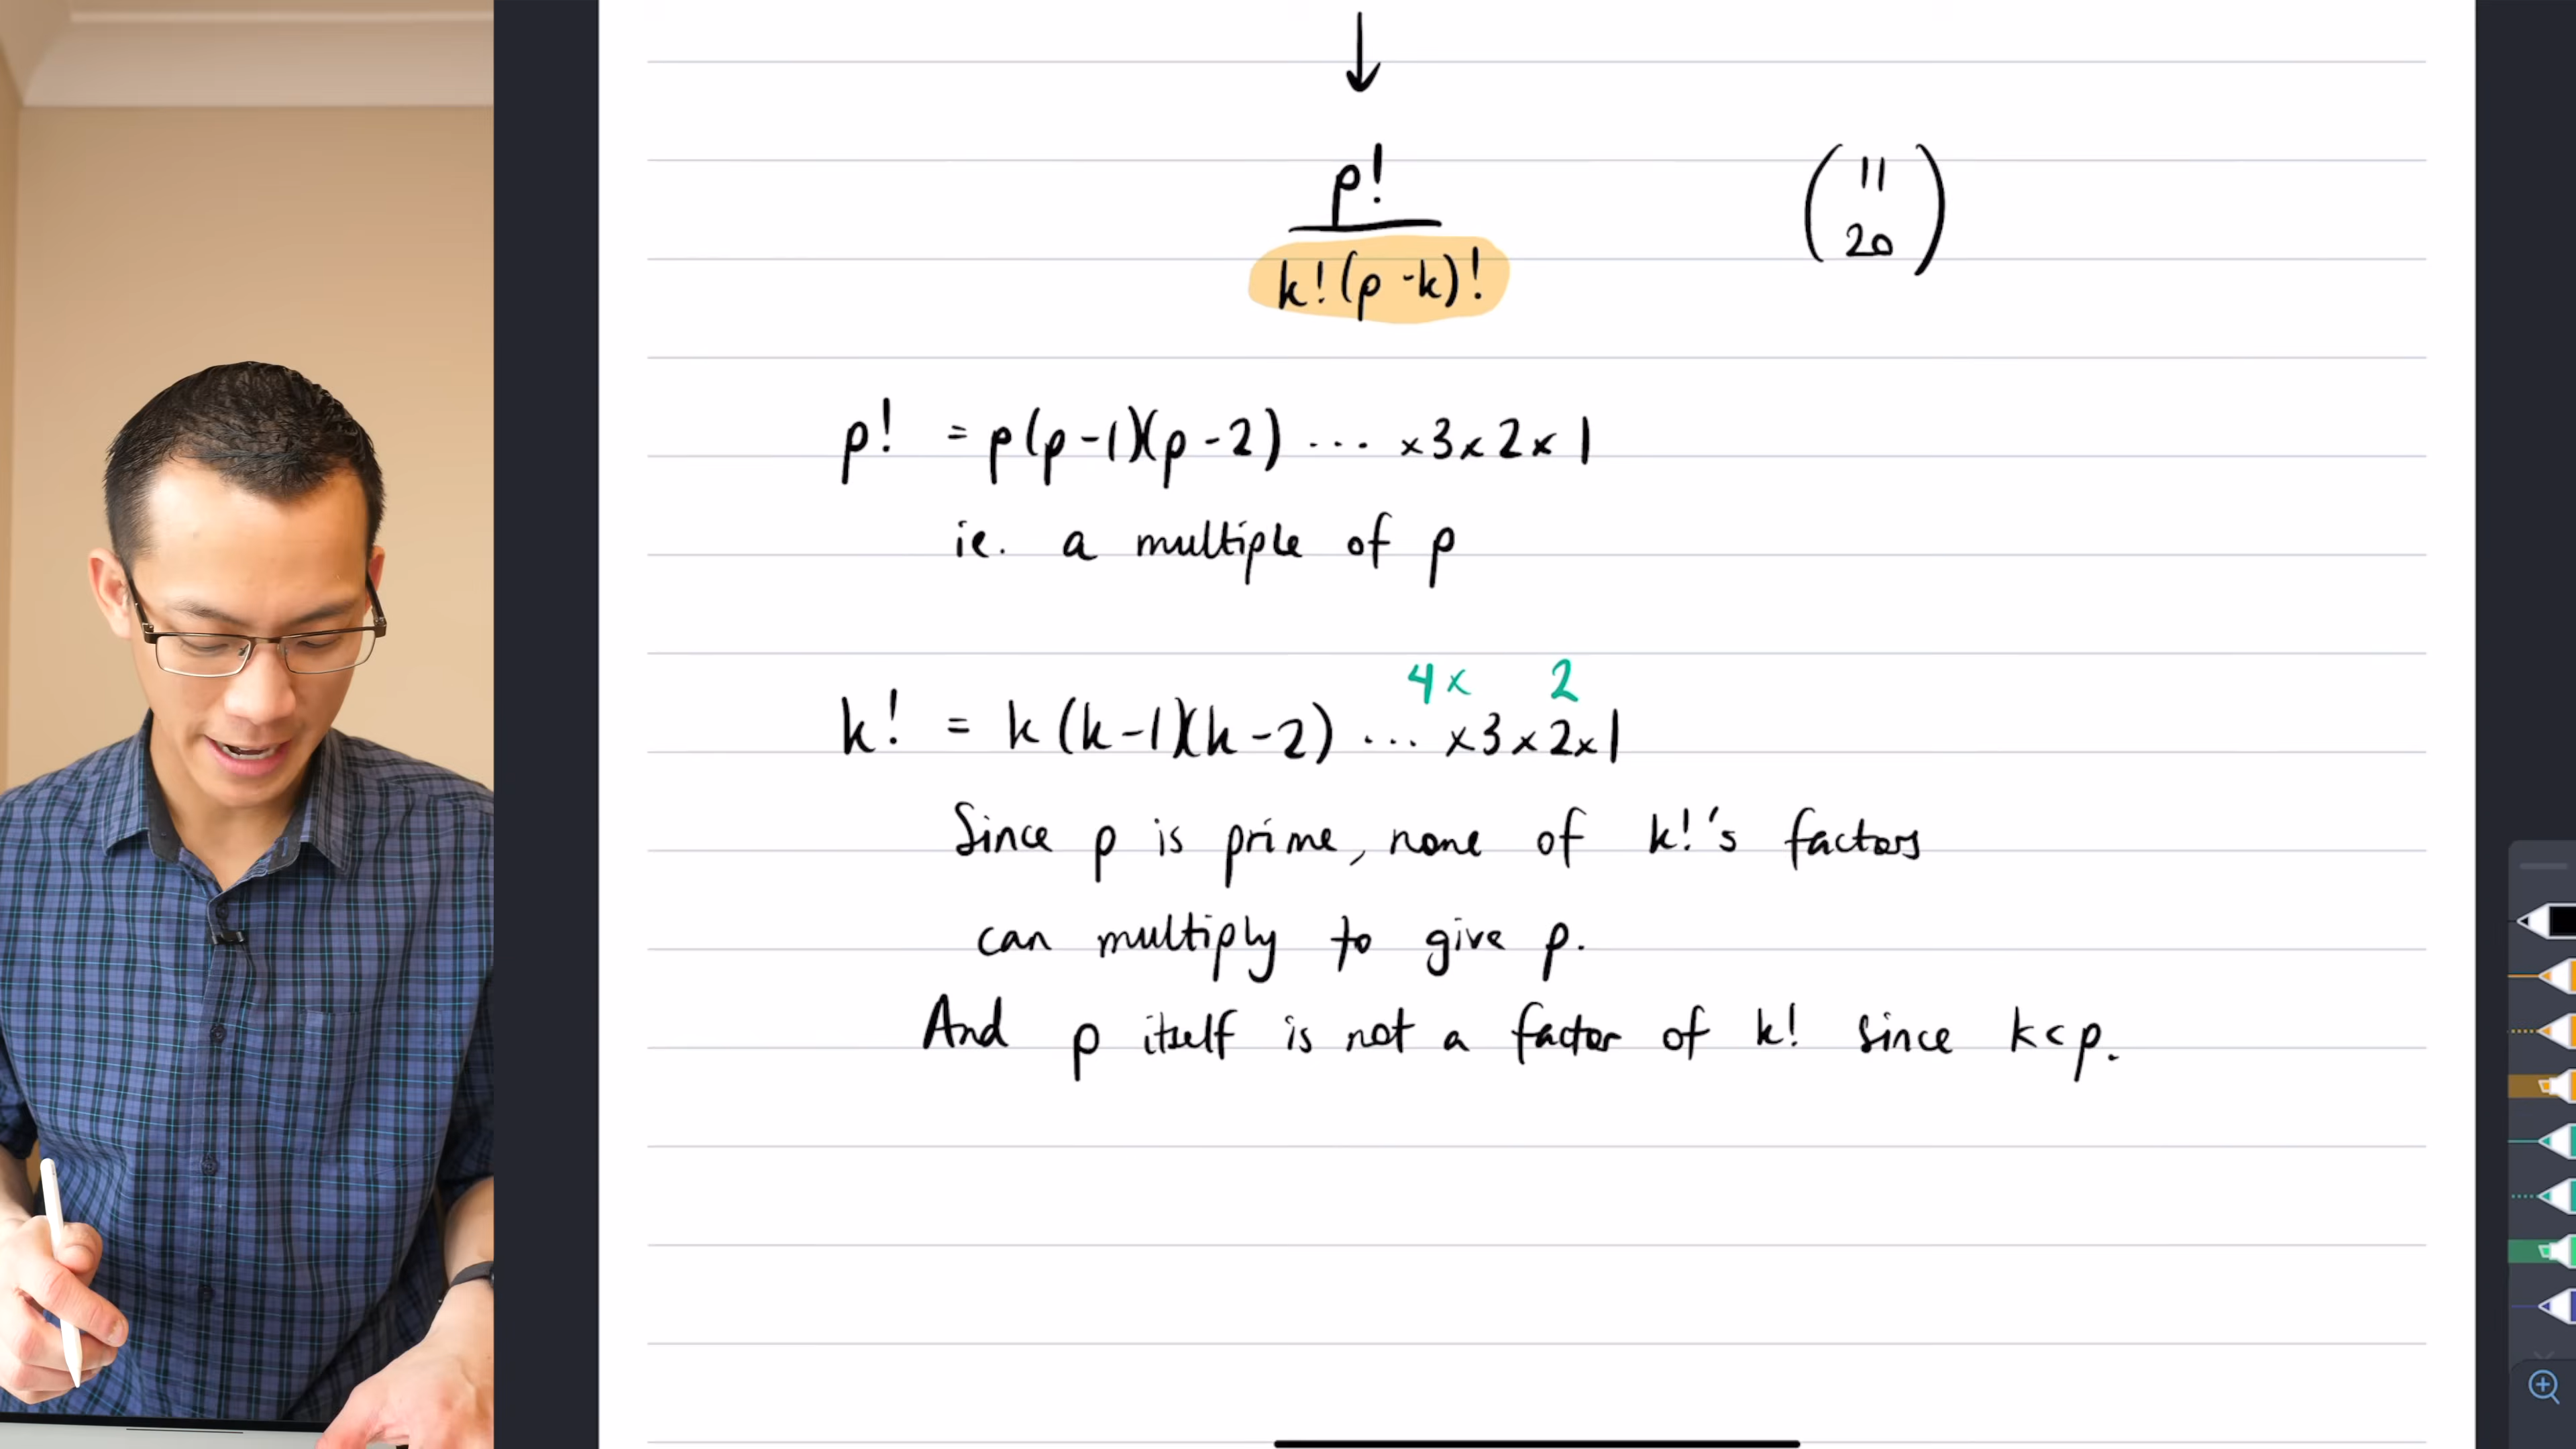 p!
k!(p-k)!
(11
20)
p! = p(p-1)(p-2) ... ×3×2×1
ie. a multiple of p
4× 2
k! = k(k-1)(k-2) ... ×3×2×1
Since p is prime, none of k!'s factors
can multiply to give p.
And p itself is not a factor of k! since k<p.